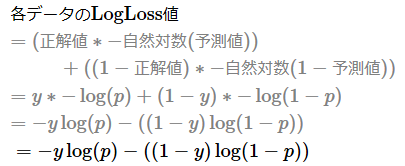 各データのLogLoss値
= (正解値 * −自然対数(予測値))
+ ((1 − 正解値) * −自然対数(1 − 予測値))
= y * − log(p) + (1 − y) * − log(1 − p)
= −y log(p) − ((1 − y) log(1 − p))
= −y log(p) − ((1 − y) log(1 − p))